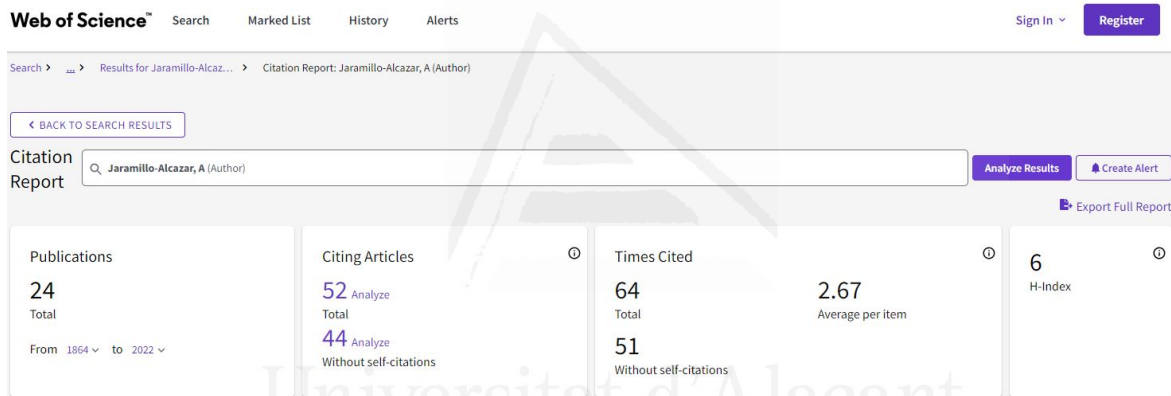 Web of Science™ Search Marked List History Alerts Sign In Register
Search > ... > Results for Jaramillo-Alcaz... > Citation Report: Jaramillo-Alcazar, A (Author)
< BACK TO SEARCH RESULTS
Citation Report
Jaramillo-Alcazar, A (Author)
Analyze Results
Create Alert
Export Full Report
Publications
24
Total
From 1864 to 2022
Citing Articles
52 Analyze
Total
44 Analyze
Without self-citations
Times Cited
64
Total
51
Without self-citations
2.67
Average per item
6
H-Index
Universitat d'Alacant